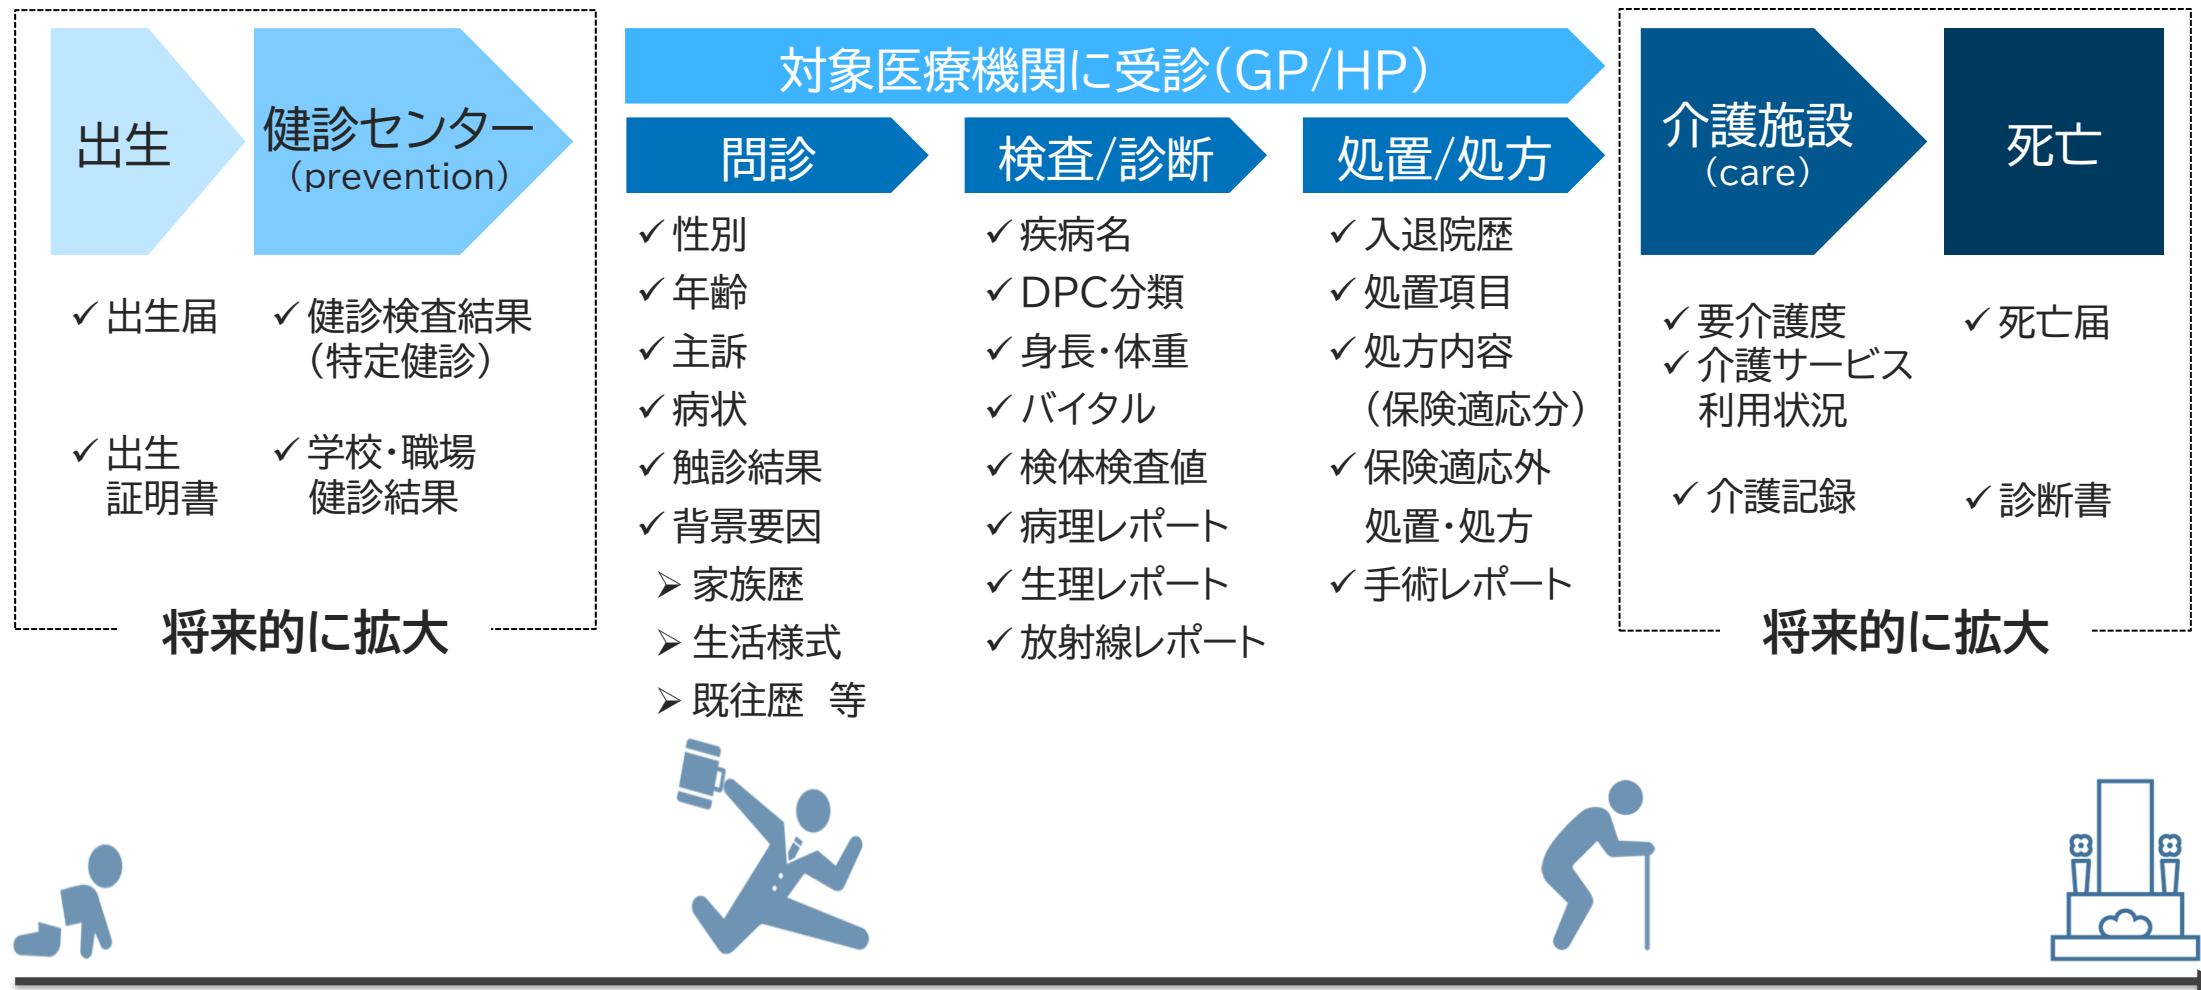 出生
✓出生届
✓出生
証明書
健診センター
（prevention）
✓健診検査結果
（特定健診）
✓学校・職場
健診結果
将来的に拡大
対象医療機関に受診（GP/HP）
問診
✓性別
✓年齢
✓主訴
✓病状
✓触診結果
✓背景要因
➢家族歴
➢生活様式
➢既往歴　等
検査/診断
✓疾病名
✓DPC分類
✓身長・体重
✓バイタル
✓検体検査値
✓病理レポート
✓生理レポート
✓放射線レポート
処置/処方
✓入退院歴
✓処置項目
✓処方内容
（保険適応分）
✓保険適応外
処置・処方
✓手術レポート
介護施設
（care）
✓要介護度
✓介護サービス
利用状況
✓介護記録
死亡
✓死亡届
✓診断書
将来的に拡大